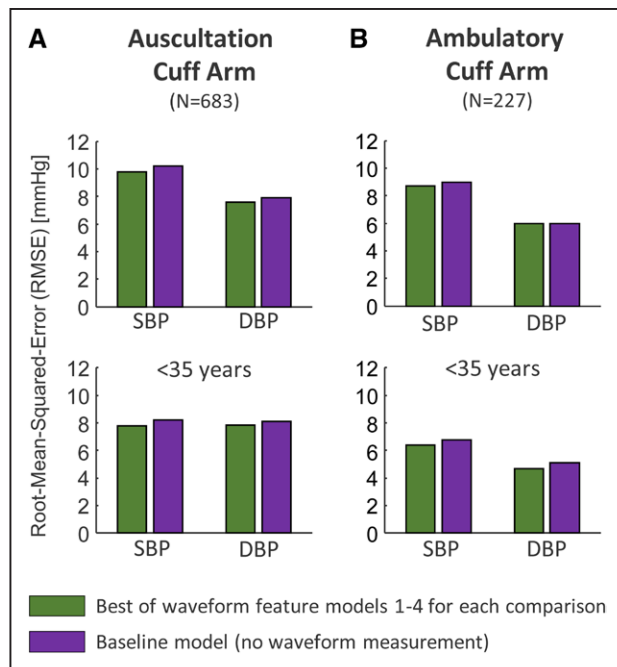 A
Auscultation
Cuff Arm
(N=683)
B
Ambulatory
Cuff Arm
(N=227)
Root-Mean-Squared-Error (RMSE) [mmHg]
12
10
8
6
4
2
0
SBP
DBP
12
10
8
6
4
2
0
SBP
DBP
<35 years
12
10
8
6
4
2
0
SBP
DBP
<35 years
12
10
8
6
4
2
0
SBP
DBP
Best of waveform feature models 1-4 for each comparison
Baseline model (no waveform measurement)